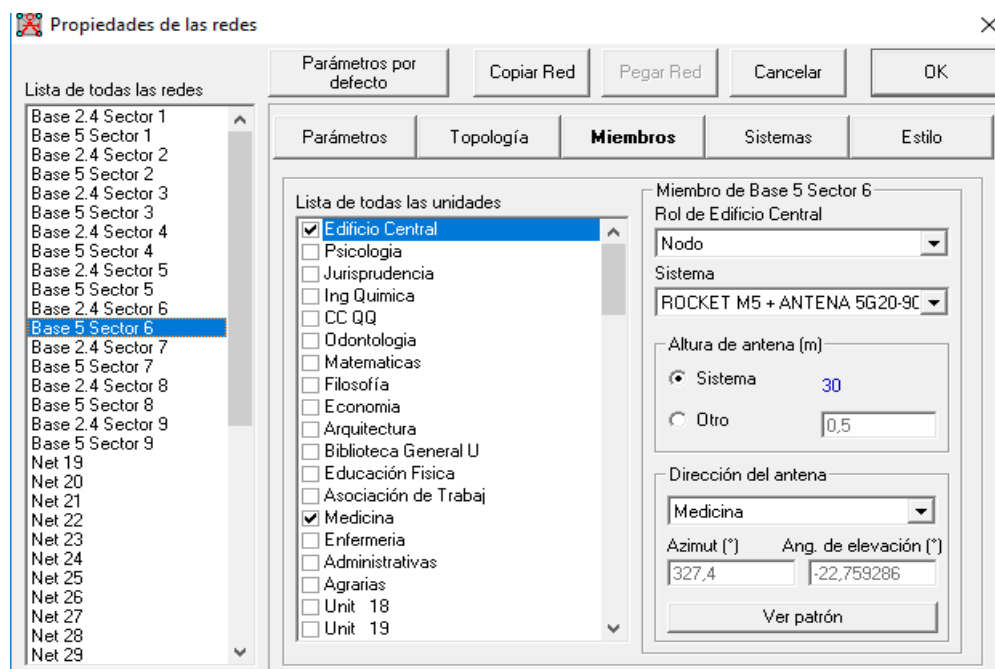 Propiedades de las redes
Lista de todas las redes
Base 2.4 Sector 1
Base 5 Sector 1
Base 2.4 Sector 2
Base 5 Sector 2
Base 2.4 Sector 3
Base 5 Sector 3
Base 2.4 Sector 4
Base 5 Sector 4
Base 2.4 Sector 5
Base 5 Sector 5
Base 2.4 Sector 6
Base 5 Sector 6
Base 2.4 Sector 7
Base 5 Sector 7
Base 2.4 Sector 8
Base 5 Sector 8
Base 2.4 Sector 9
Base 5 Sector 9
Net 19
Net 20
Net 21
Net 22
Net 23
Net 24
Net 25
Net 26
Net 27
Net 28
Net 29
Parámetros por
defecto
Copiar Red
Pegar Red
Cancelar
OK
Parámetros
Topología
Miembros
Sistemas
Estilo
Lista de todas las unidades
Edificio Central
Psicologia
Jurisprudencia
Ing Quimica
CC QQ
Odontologia
Matematicas
Filosofía
Economia
Arquitectura
Biblioteca General U
Educación Fisica
Asociación de Trabaj
Medicina
Enfermeria
Administrativas
Agrarias
Unit 18
Unit 19
Miembro de Base 5 Sector 6
Rol de Edificio Central
Nodo
Sistema
ROCKET M5 + ANTENA 5G20-90
Altura de antena (m)
Sistema 30
Otro 0,5
Dirección del antena
Medicina
Azimut (°) Ang. de elevación (°)
327,4 -22,759286
Ver patrón